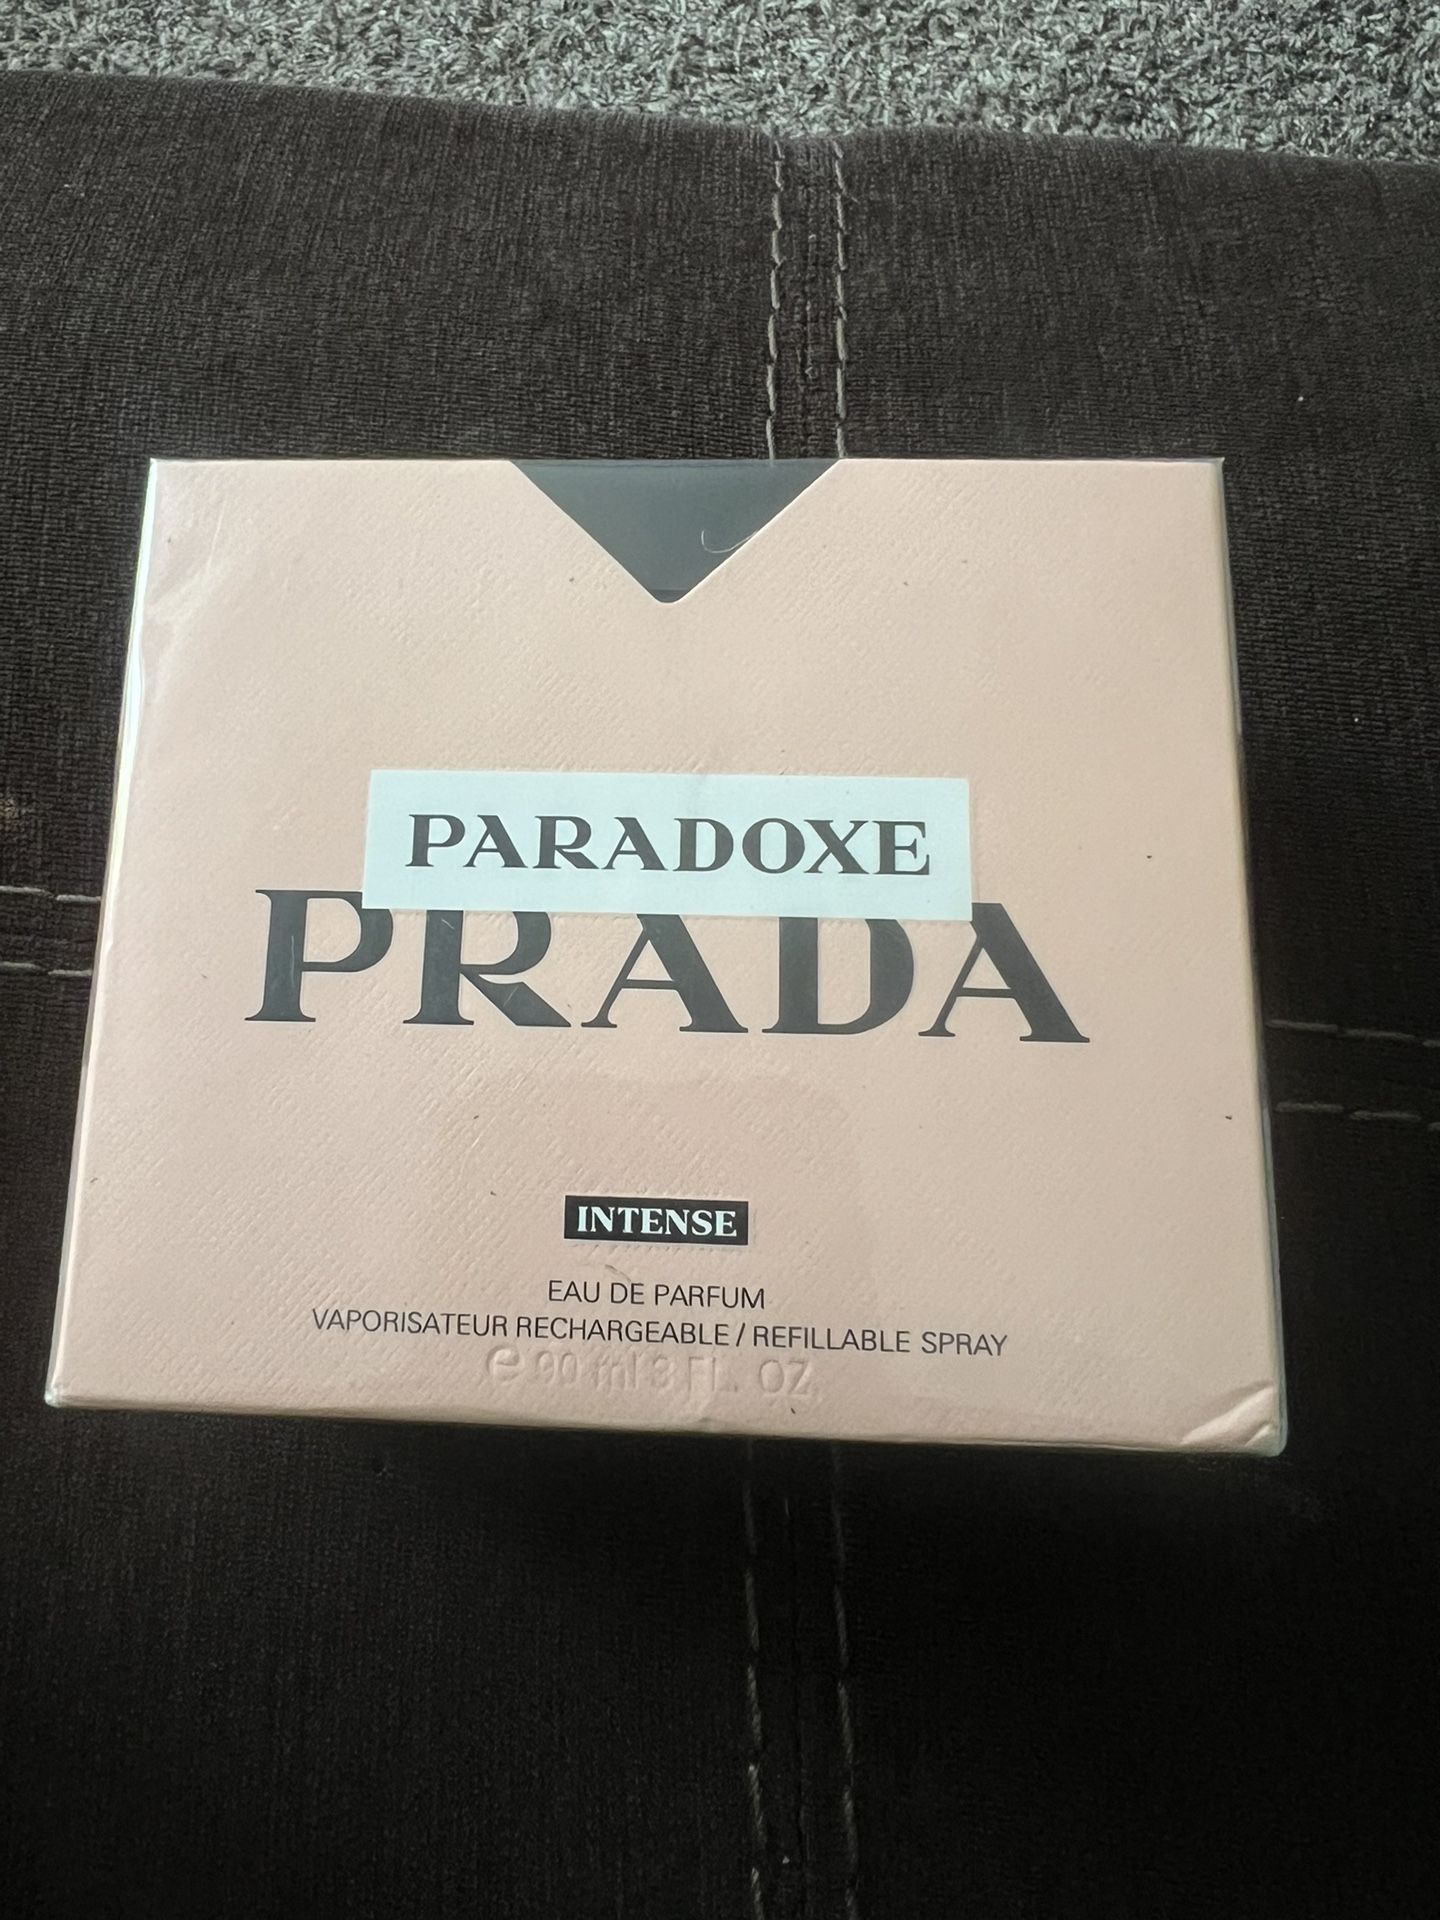 PARADOXE
PRADA
INTENSE
EAU DE PARFUM
VAPORISATEUR RECHARGEABLE / REFILLABLE SPRAY
℮ 90 ml 3 FL. OZ.